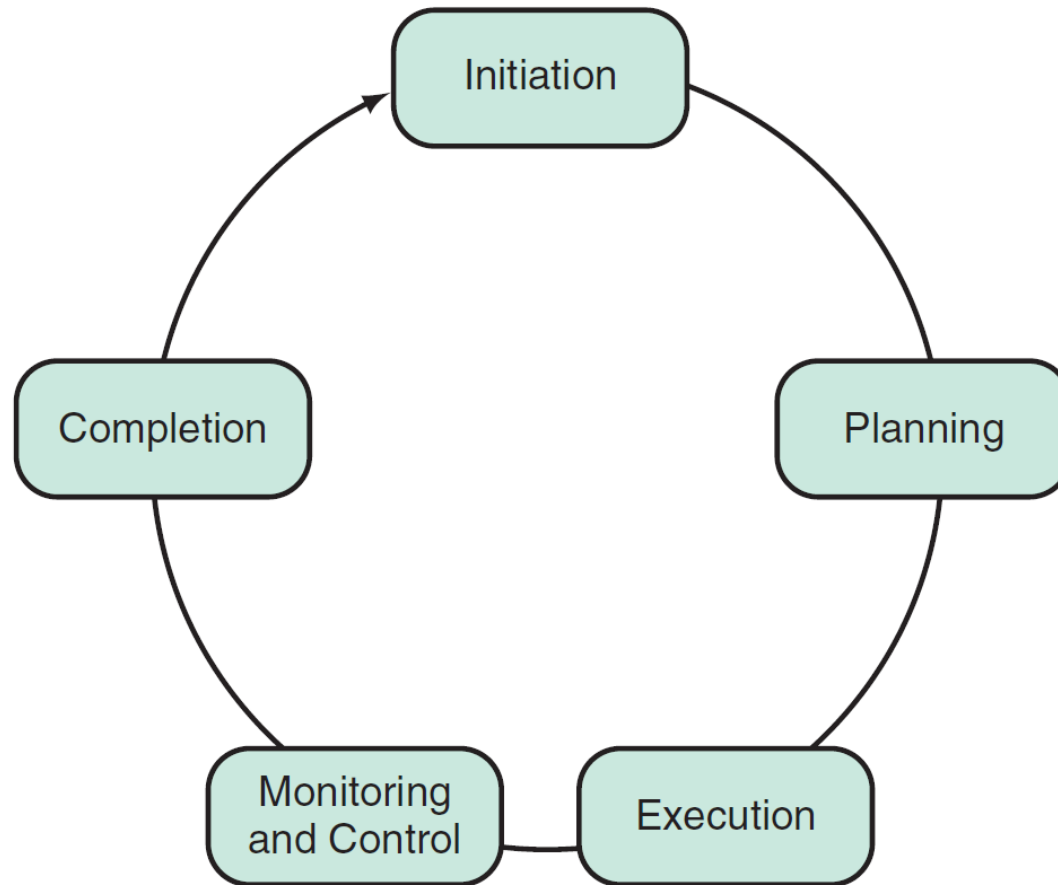 Initiation
Planning
Execution
Monitoring
and Control
Completion